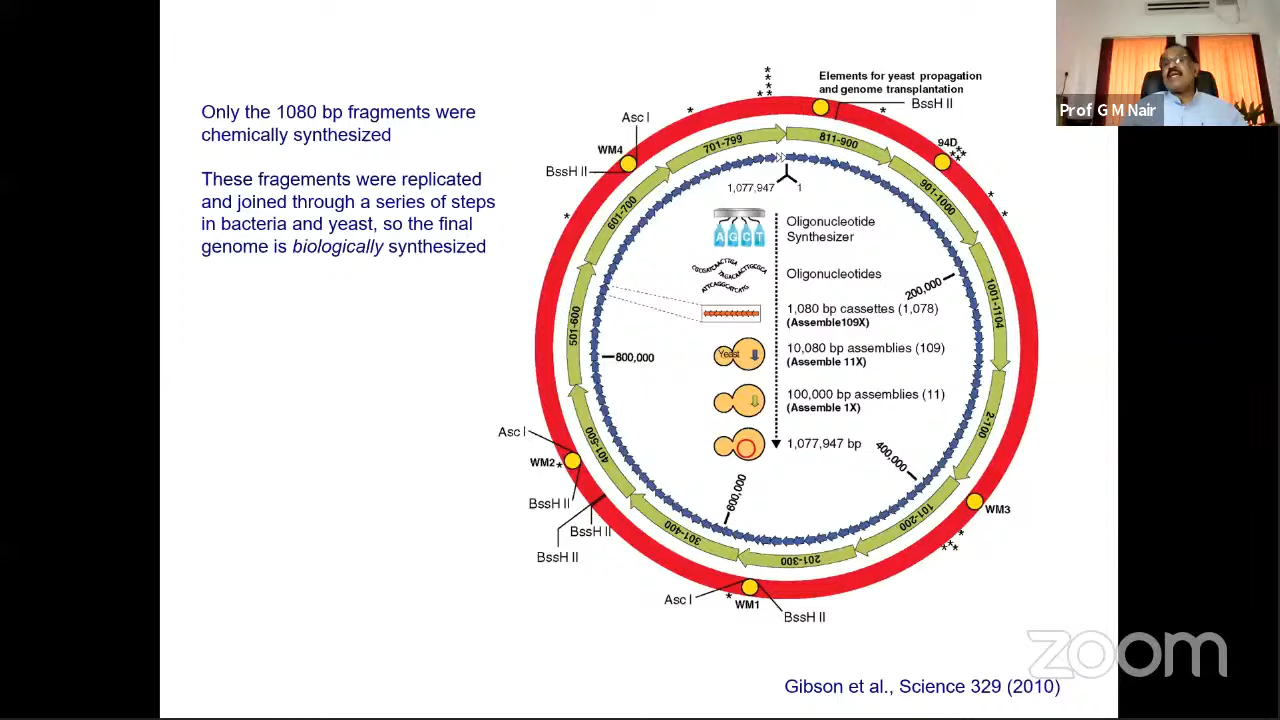 Only the 1080 bp fragments were
chemically synthesized
These fragements were replicated
and joined through a series of steps
in bacteria and yeast, so the final
genome is biologically synthesized
Elements for yeast propagation
and genome transplantation
BssH II
Asc I
WM4
BssH II
94D
701-799
811-900
901-1000
1001-1104
2-100
101-200
201-300
301-400
401-500
501-600
601-700
1,077,947
1
200,000
400,000
600,000
800,000
A G C T
Oligonucleotide
Synthesizer
CGCGATCAACTTGA
TAGACAACTTGCGCA
ATTCAGGCATCATG
Oligonucleotides
1,080 bp cassettes (1,078)
(Assemble109X)
Yeast
10,080 bp assemblies (109)
(Assemble 11X)
100,000 bp assemblies (11)
(Assemble 1X)
1,077,947 bp
Asc I
WM2
BssH II
BssH II
BssH II
WM3
Asc I
WM1
BssH II
Gibson et al., Science 329 (2010)
Prof G M Nair
zoom